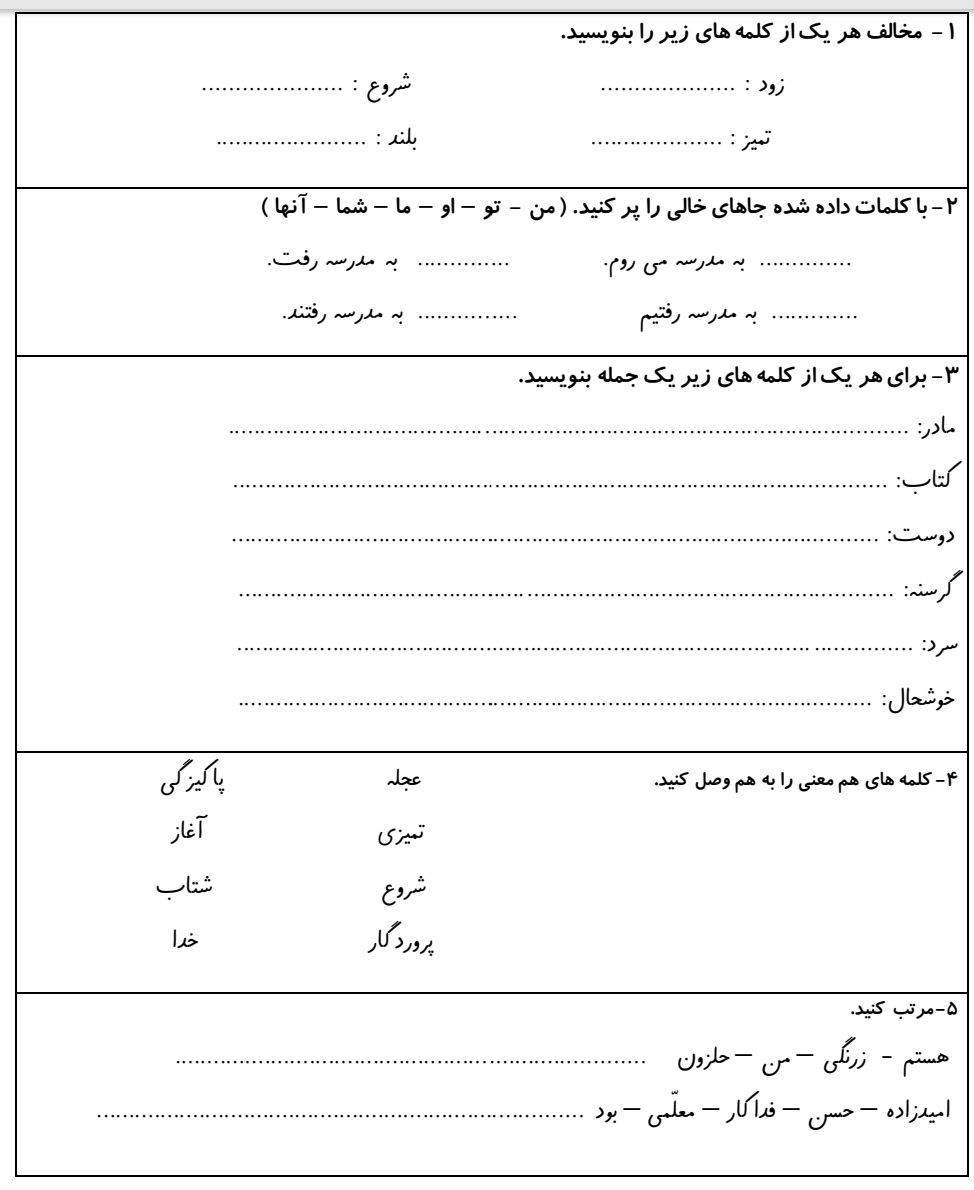 ۱- مخالف هر یک از کلمه های زیر را بنویسید.
زود : .................... شروع : .....................
تمیز : ................... بلند : ......................
۲- با کلمات داده شده جاهای خالی را پر کنید. ( من – تو – او – ما – شما – آنها )
.............. به مدرسه می روم. .............. به مدرسه رفت.
............. به مدرسه رفتیم ............... به مدرسه رفتند.
۳- برای هر یک از کلمه های زیر یک جمله بنویسید.
مادر: ........................................................................................................
کتاب: ....................................................................................................
دوست: ...................................................................................................
گرسنه: ....................................................................................................
سرد: .......................................................................................................
خوشحال: ................................................................................................
۴- کلمه های هم معنی را به هم وصل کنید. عجله پاکیزگی
تمیزی آغاز
شروع شتاب
پروردگار خدا
۵-مرتب کنید.
هستم - زرنگی – من – حلزون ........................................................................
امیدزاده – حسن – فداکار – معلّمی – بود ..........................................................................